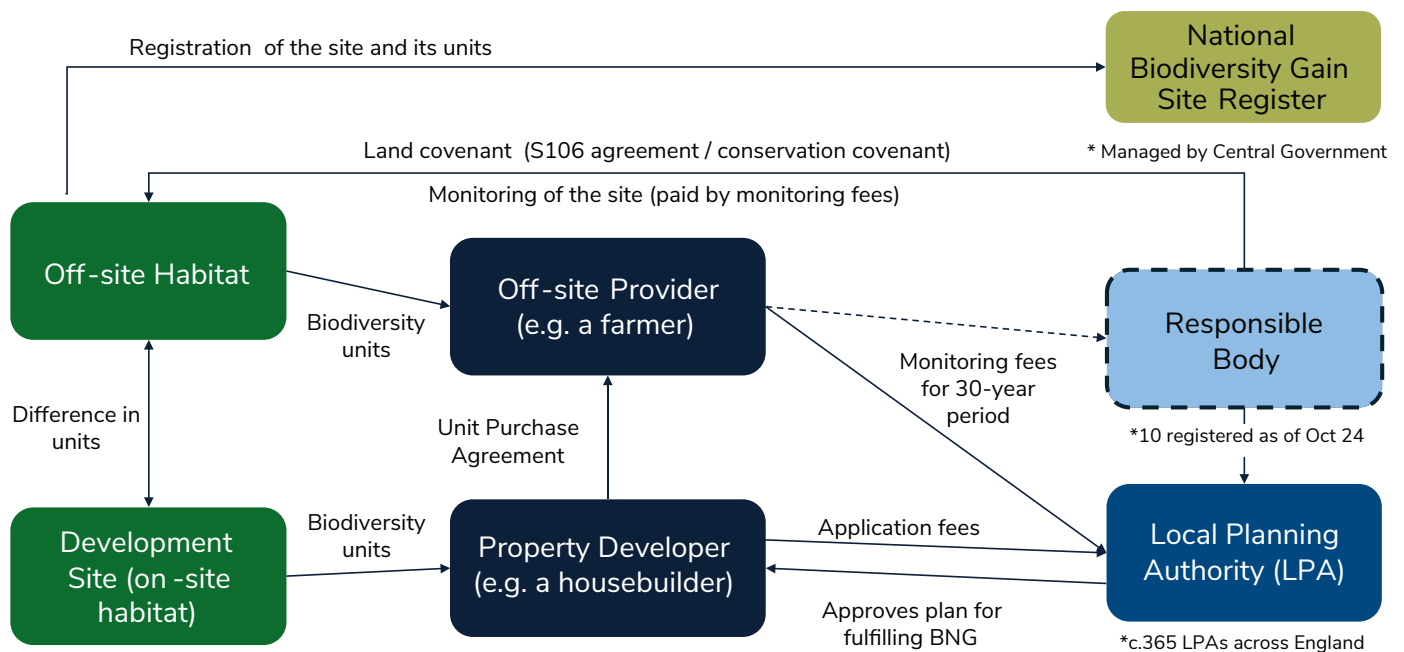 Registration of the site and its units
National
Biodiversity Gain
Site Register
* Managed by Central Government
Land covenant (S106 agreement / conservation covenant)
Monitoring of the site (paid by monitoring fees)
Off-site Habitat
Biodiversity
units
Off-site Provider
(e.g. a farmer)
Monitoring fees
for 30-year
period
Responsible
Body
*10 registered as of Oct 24
Difference in
units
Unit Purchase
Agreement
Development
Site (on -site
habitat)
Biodiversity
units
Property Developer
(e.g. a housebuilder)
Application fees
Approves plan for
fulfilling BNG
Local Planning
Authority (LPA)
*c.365 LPAs across England